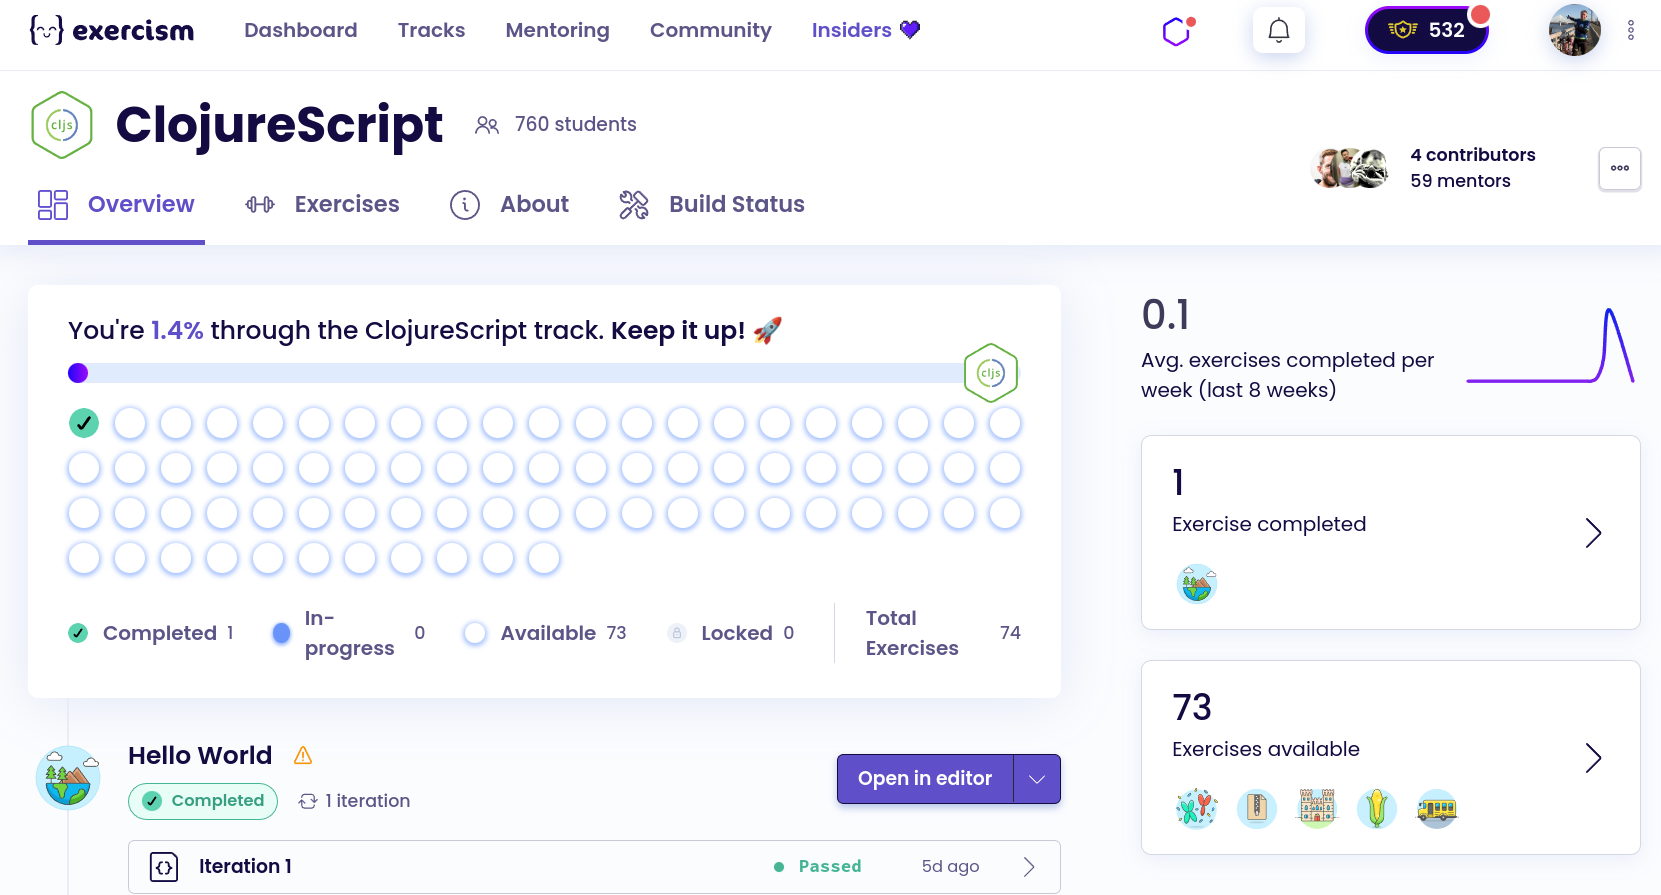 exercism
Dashboard
Tracks
Mentoring
Community
Insiders
532
cljs
ClojureScript
760 students
4 contributors
59 mentors
Overview
Exercises
About
Build Status
You're 1.4% through the ClojureScript track. Keep it up! 🚀
cljs
Completed 1
In-
progress
0
Available 73
Locked 0
Total
Exercises
74
Hello World
Completed
1 iteration
Open in editor
Iteration 1
Passed
5d ago
0.1
Avg. exercises completed per
week (last 8 weeks)
1
Exercise completed
73
Exercises available